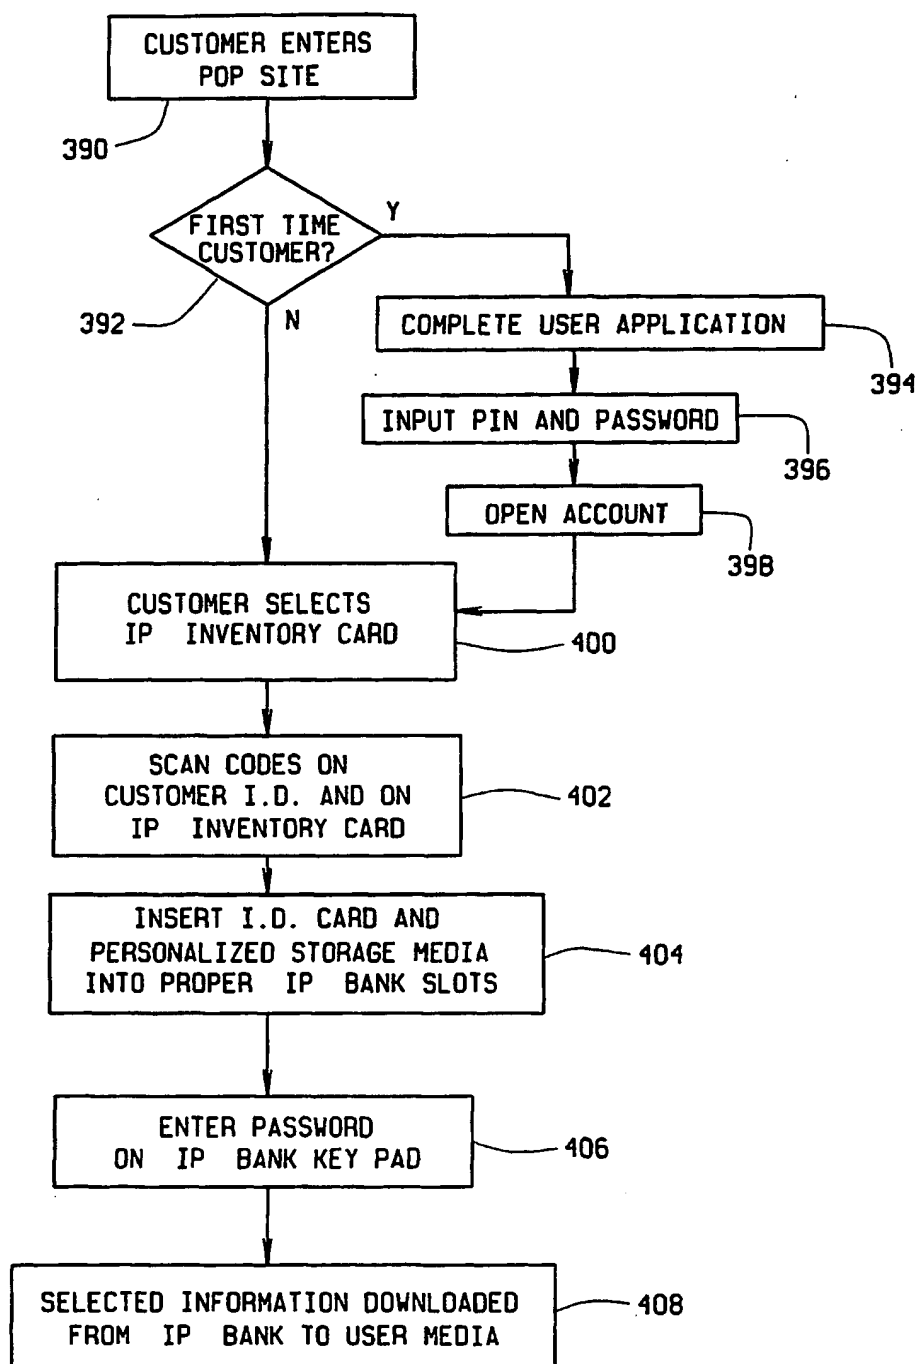 CUSTOMER ENTERS
POP SITE
390
FIRST TIME
CUSTOMER?
Y
392
N
COMPLETE USER APPLICATION
394
INPUT PIN AND PASSWORD
396
OPEN ACCOUNT
398
CUSTOMER SELECTS
IP INVENTORY CARD
400
SCAN CODES ON
CUSTOMER I.D. AND ON
IP INVENTORY CARD
402
INSERT I.D. CARD AND
PERSONALIZED STORAGE MEDIA
INTO PROPER IP BANK SLOTS
404
ENTER PASSWORD
ON IP BANK KEY PAD
406
SELECTED INFORMATION DOWNLOADED
FROM IP BANK TO USER MEDIA
408